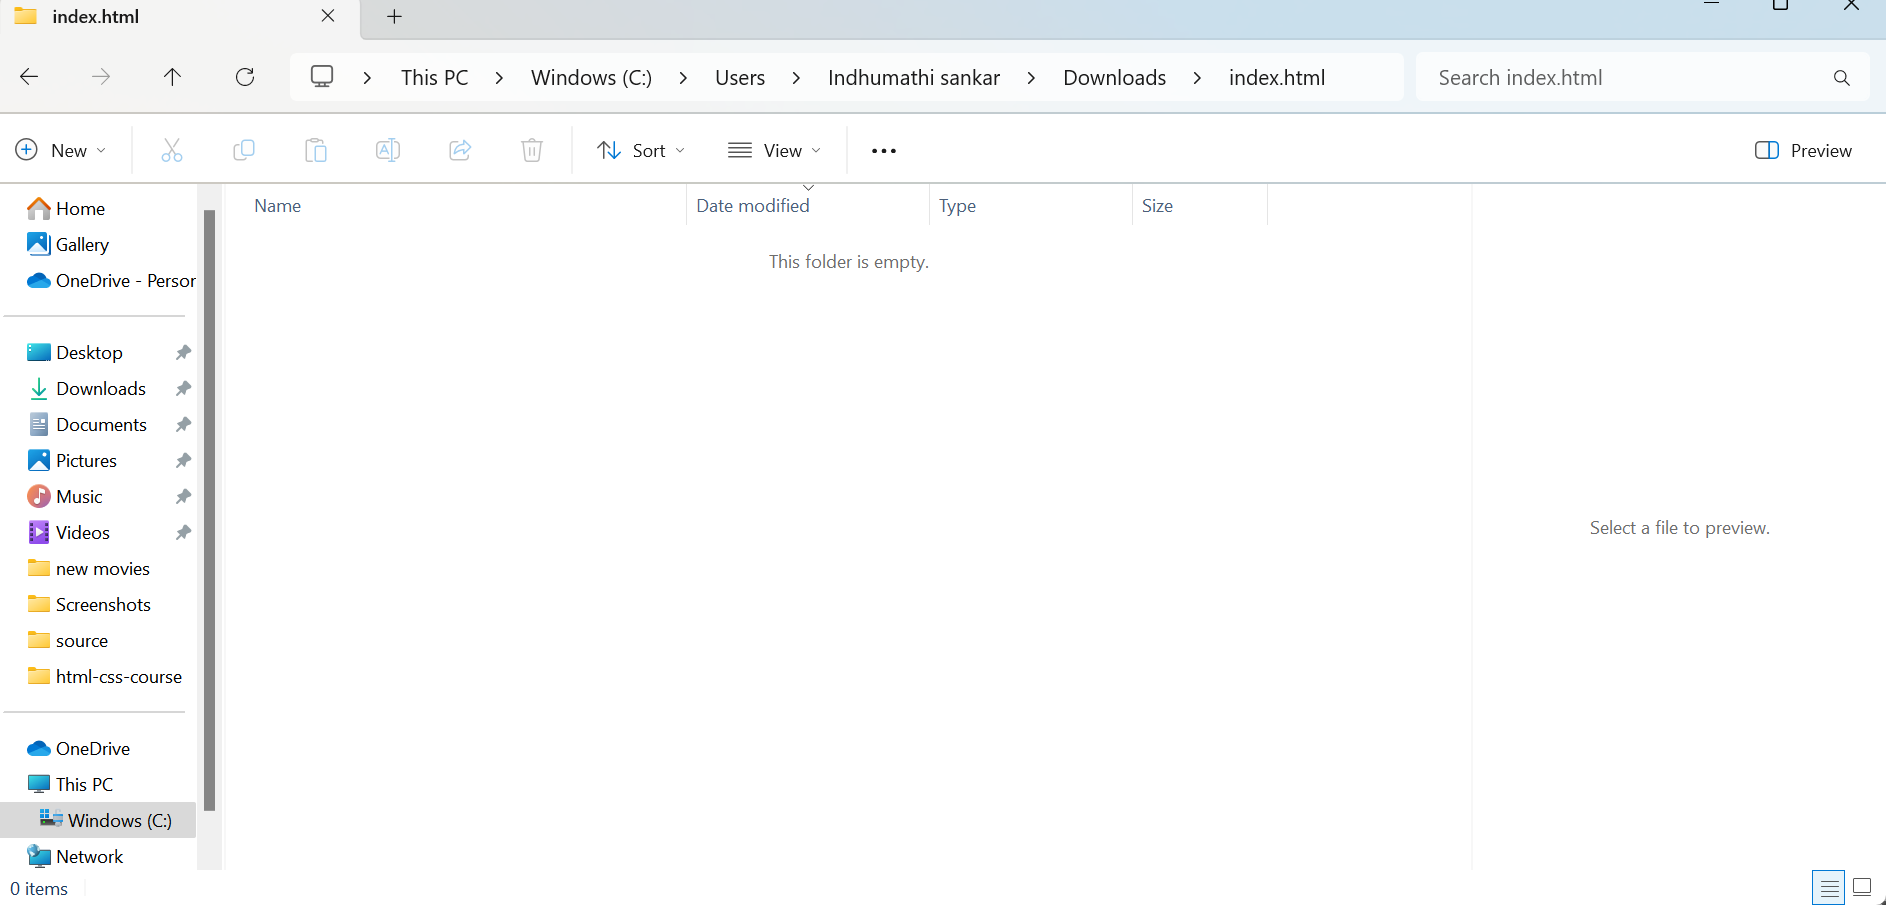 index.html
This PC
Windows (C:)
Users
Indhumathi sankar
Downloads
index.html
Search index.html
New
Sort
View
Preview
Home
Gallery
OneDrive - Person
Desktop
Downloads
Documents
Pictures
Music
Videos
new movies
Screenshots
source
html-css-course
OneDrive
This PC
Windows (C:)
Network
Name
Date modified
Type
Size
This folder is empty.
Select a file to preview.
0 items